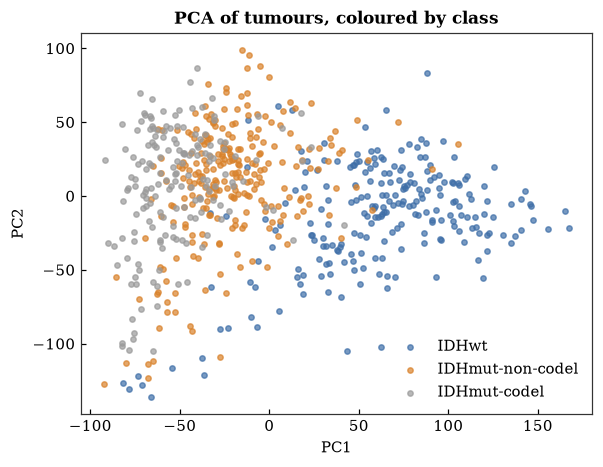 PCA of tumours, coloured by class
100
50
0
−50
−100
PC2
IDHwt
IDHmut-non-codel
IDHmut-codel
−100 −50 0 50 100 150
PC1